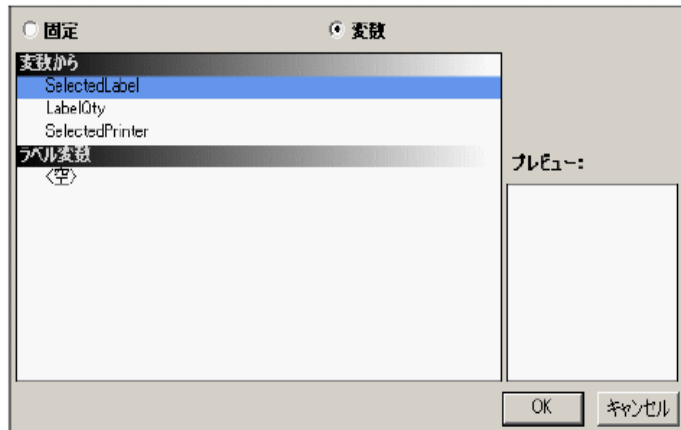 固定
変数
変数から
SelectedLabel
LabelQty
SelectedPrinter
ラベル変数
<空>
プレビュー:
OK
キャンセル